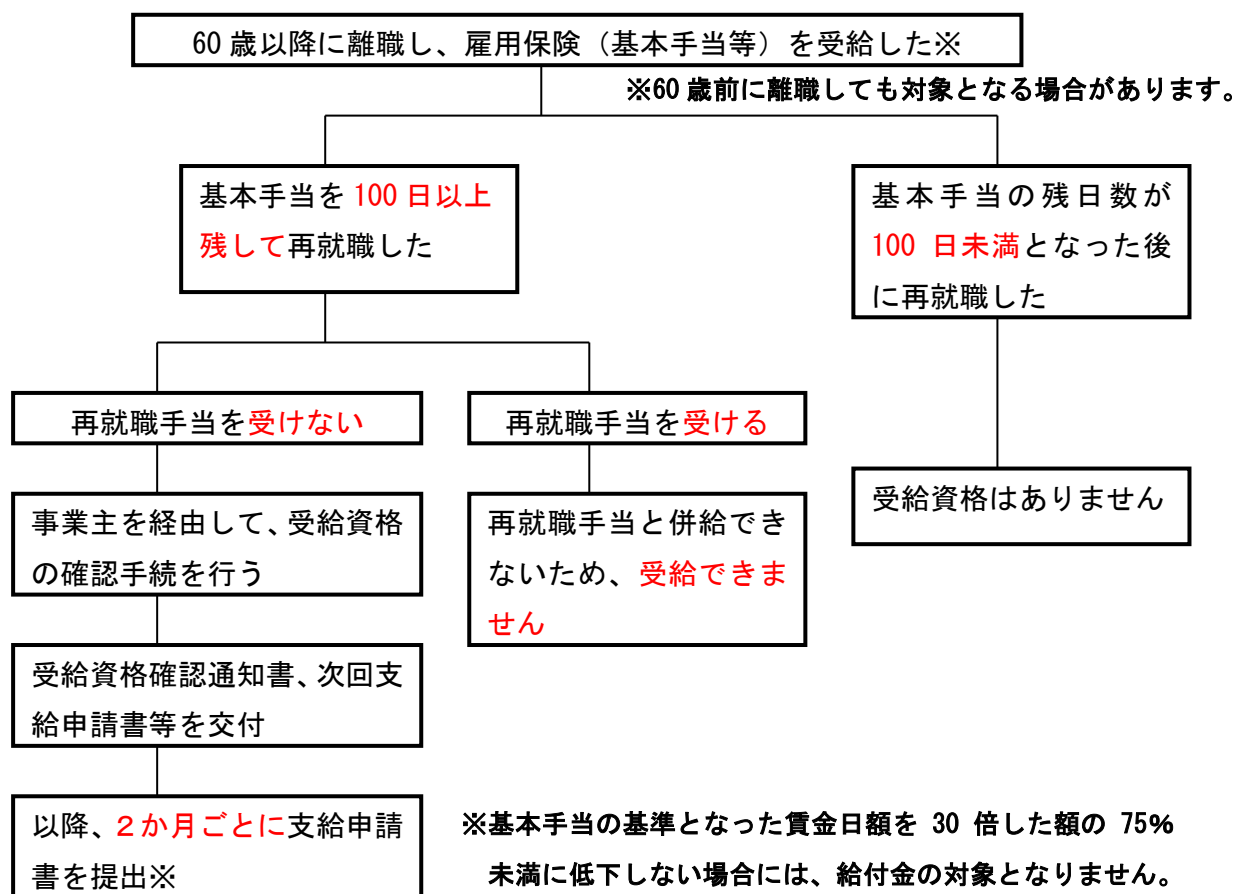 60 歳以降に離職し、雇用保険（基本手当等）を受給した※
※60 歳前に離職しても対象となる場合があります。
基本手当を 100 日以上
残して再就職した
基本手当の残日数が
100 日未満となった後
に再就職した
再就職手当を受けない
再就職手当を受ける
事業主を経由して、受給資格
の確認手続を行う
再就職手当と併給でき
ないため、受給できま
せん
受給資格はありません
受給資格確認通知書、次回支
給申請書等を交付
以降、２か月ごとに支給申請
書を提出※
※基本手当の基準となった賃金日額を 30 倍した額の 75%
未満に低下しない場合には、給付金の対象となりません。